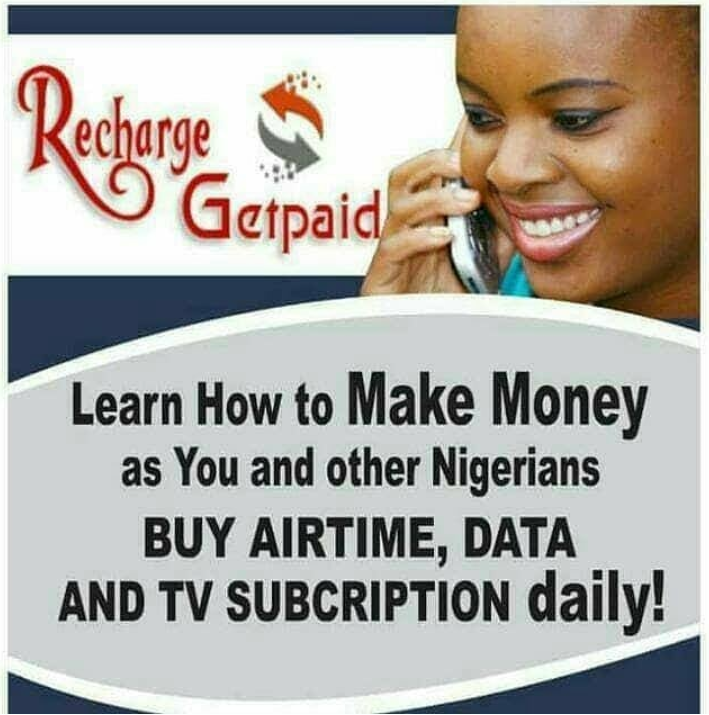 Recharge
Getpaid
Learn How to Make Money
as You and other Nigerians
BUY AIRTIME, DATA
AND TV SUBCRIPTION daily!